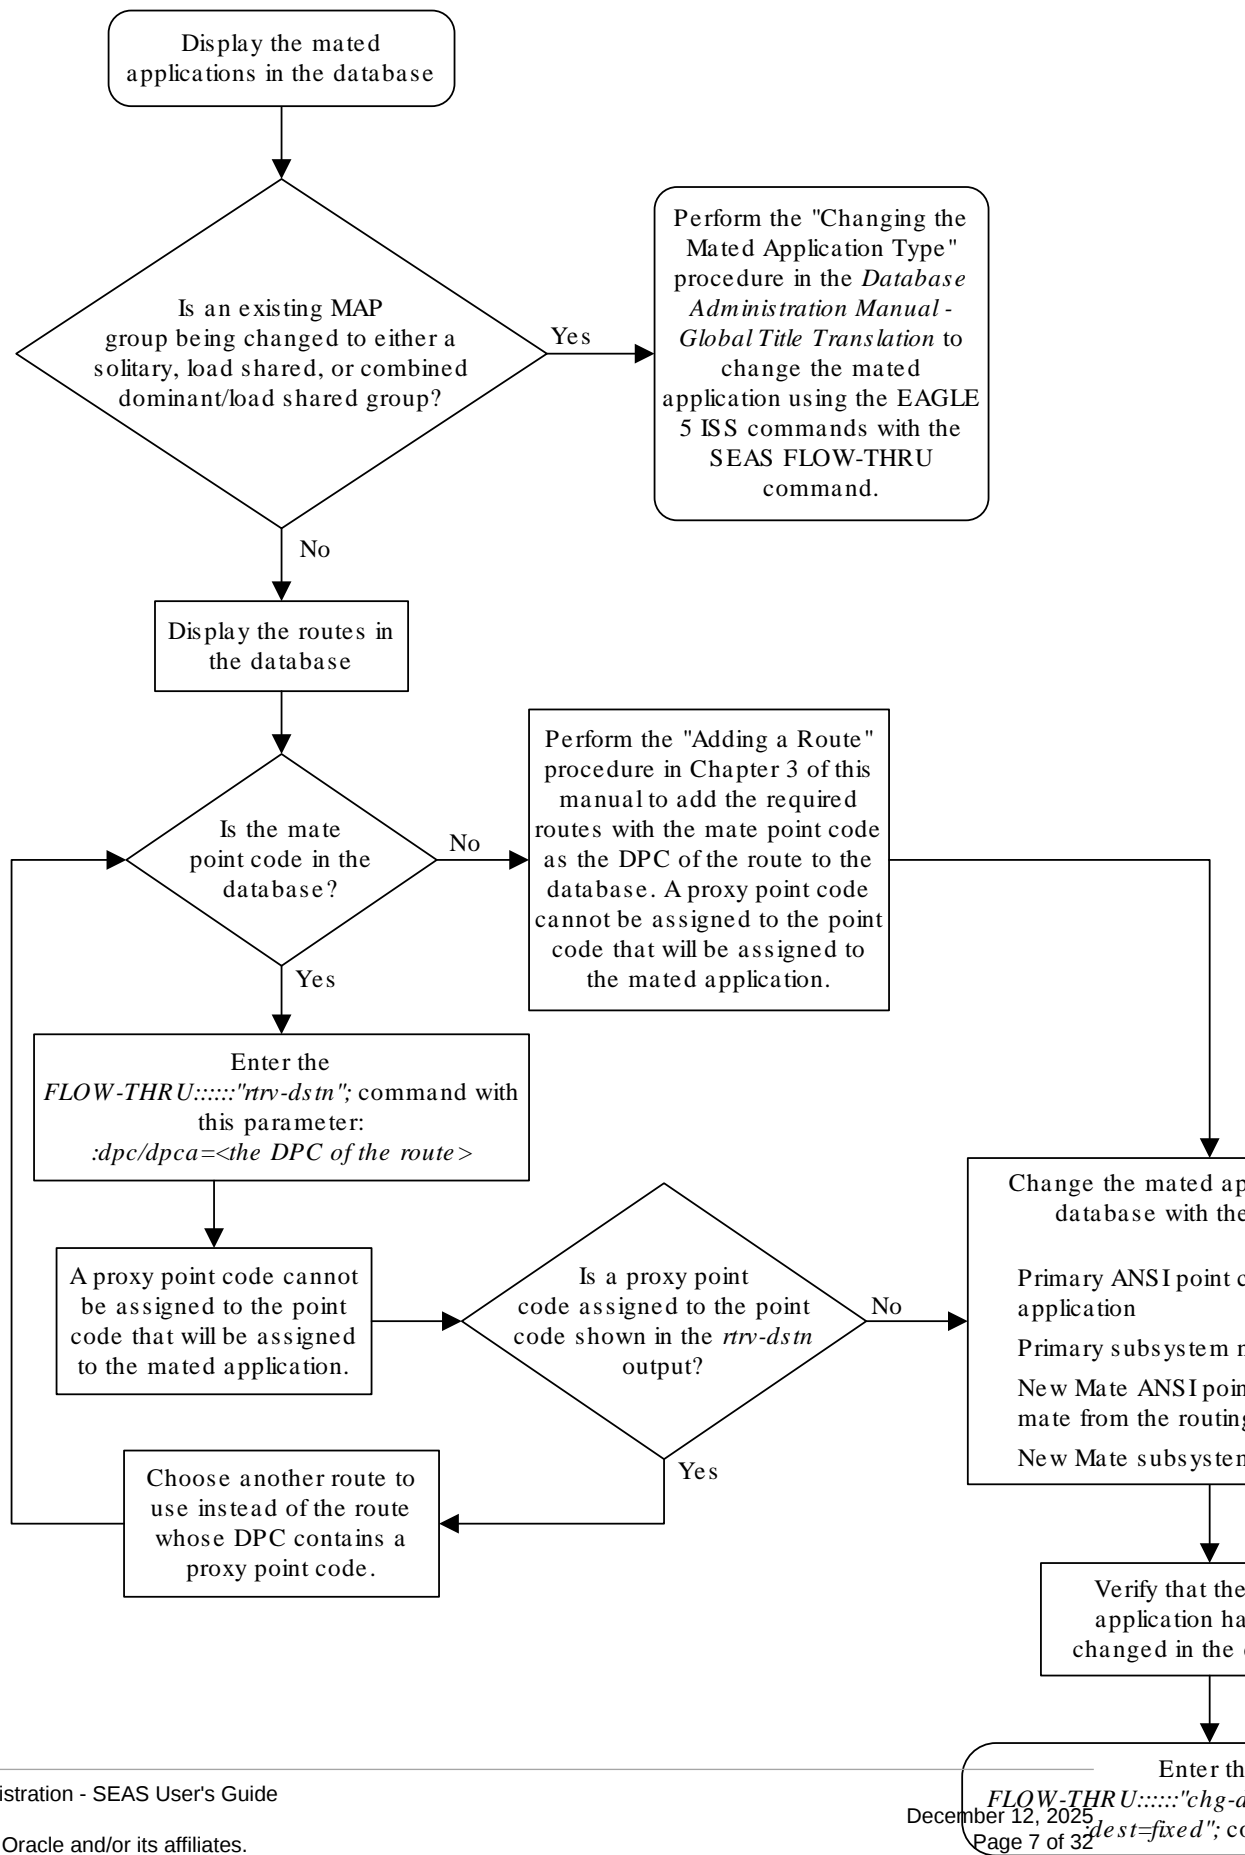 Display the mated
applications in the database
Is an existing MAP
group being changed to either a
solitary, load shared, or combined
dominant/load shared group?
Yes
Perform the "Changing the
Mated Application Type"
procedure in the Database
Administration Manual -
Global Title Translation to
change the mated
application using the EAGLE
5 ISS commands with the
SEAS FLOW-THRU
command.
No
Display the routes in
the database
Is the mate
point code in the
database?
No
Perform the "Adding a Route"
procedure in Chapter 3 of this
manual to add the required
routes with the mate point code
as the DPC of the route to the
database. A proxy point code
cannot be assigned to the point
code that will be assigned to
the mated application.
Yes
Enter the
FLOW-THRU::::::"rtrv-dstn"; command with
this parameter:
:dpc/dpca=<the DPC of the route>
A proxy point code cannot
be assigned to the point
code that will be assigned
to the mated application.
Is a proxy point
code assigned to the point
code shown in the rtrv-dstn
output?
No
Yes
Choose another route to
use instead of the route
whose DPC contains a
proxy point code.
Change the mated
database with the
Primary ANSI point
application
Primary subsystem
New Mate ANSI
mate from the
New Mate
Verify that the
application
changed in the
Enter
FLOW-THRU::::::"chg-
:dest=fixed";
- SEAS User's Guide
December 12, 2025
Oracle and/or its affiliates.
Page 7 of 32